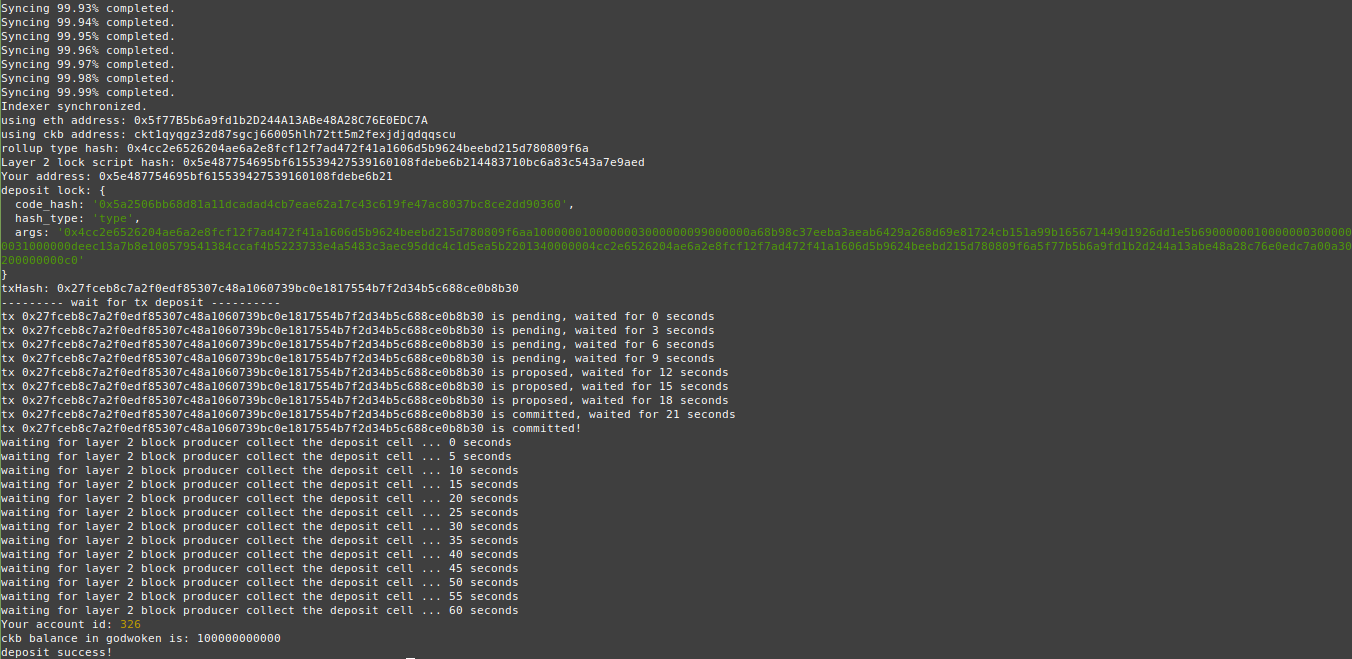 Syncing 99.93% completed.
Syncing 99.94% completed.
Syncing 99.95% completed.
Syncing 99.96% completed.
Syncing 99.97% completed.
Syncing 99.98% completed.
Syncing 99.99% completed.
Indexer synchronized.
using eth address: 0x5f77B5b6a9fd1b2D244A13ABe48A28C76E0EDC7A
using ckb address: ckt1qyqgz3zd87sgcj66005hlh72tt5m2fexjdjqdqqscu
rollup type hash: 0x4cc2e6526204ae6a2e8fcf12f7ad472f41a1606d5b9624beebd215d780809f6a
Layer 2 lock script hash: 0x5e487754695bf615539427539160108fdebe6b214483710bc6a83c543a7e9aed
Your address: 0x5e487754695bf615539427539160108fdebe6b21
deposit lock: {
  code_hash: '0x5a2506bb68d81a11dcadad4cb7eae62a17c43c619fe47ac8037bc8ce2dd90360',
  hash_type: 'type',
  args: '0x4cc2e6526204ae6a2e8fcf12f7ad472f41a1606d5b9624beebd215d780809f6aa10000001000000030000000099000000a68b98c37eeba3aeab6429a268d69e81724cb151a99b165671449d1926dd1e5b69000000010000000300000
0031000000deec13a7b8e100579541384ccaf4b5223733e4a5483c3aec95ddc4c1d5ea5b2201340000004cc2e6526204ae6a2e8fcf12f7ad472f41a1606d5b9624beebd215d780809f6a5f77b5b6a9fd1b2d244a13abe48a28c76e0edc7a00a30
200000000c0'
}
txHash: 0x27fceb8c7a2f0edf85307c48a1060739bc0e1817554b7f2d34b5c688ce0b8b30
--------- wait for tx deposit ----------
tx 0x27fceb8c7a2f0edf85307c48a1060739bc0e1817554b7f2d34b5c688ce0b8b30 is pending, waited for 0 seconds
tx 0x27fceb8c7a2f0edf85307c48a1060739bc0e1817554b7f2d34b5c688ce0b8b30 is pending, waited for 3 seconds
tx 0x27fceb8c7a2f0edf85307c48a1060739bc0e1817554b7f2d34b5c688ce0b8b30 is pending, waited for 6 seconds
tx 0x27fceb8c7a2f0edf85307c48a1060739bc0e1817554b7f2d34b5c688ce0b8b30 is pending, waited for 9 seconds
tx 0x27fceb8c7a2f0edf85307c48a1060739bc0e1817554b7f2d34b5c688ce0b8b30 is proposed, waited for 12 seconds
tx 0x27fceb8c7a2f0edf85307c48a1060739bc0e1817554b7f2d34b5c688ce0b8b30 is proposed, waited for 15 seconds
tx 0x27fceb8c7a2f0edf85307c48a1060739bc0e1817554b7f2d34b5c688ce0b8b30 is proposed, waited for 18 seconds
tx 0x27fceb8c7a2f0edf85307c48a1060739bc0e1817554b7f2d34b5c688ce0b8b30 is committed, waited for 21 seconds
tx 0x27fceb8c7a2f0edf85307c48a1060739bc0e1817554b7f2d34b5c688ce0b8b30 is committed!
waiting for layer 2 block producer collect the deposit cell ... 0 seconds
waiting for layer 2 block producer collect the deposit cell ... 5 seconds
waiting for layer 2 block producer collect the deposit cell ... 10 seconds
waiting for layer 2 block producer collect the deposit cell ... 15 seconds
waiting for layer 2 block producer collect the deposit cell ... 20 seconds
waiting for layer 2 block producer collect the deposit cell ... 25 seconds
waiting for layer 2 block producer collect the deposit cell ... 30 seconds
waiting for layer 2 block producer collect the deposit cell ... 35 seconds
waiting for layer 2 block producer collect the deposit cell ... 40 seconds
waiting for layer 2 block producer collect the deposit cell ... 45 seconds
waiting for layer 2 block producer collect the deposit cell ... 50 seconds
waiting for layer 2 block producer collect the deposit cell ... 55 seconds
waiting for layer 2 block producer collect the deposit cell ... 60 seconds
Your account id: 326
ckb balance in godwoken is: 100000000000
deposit success!